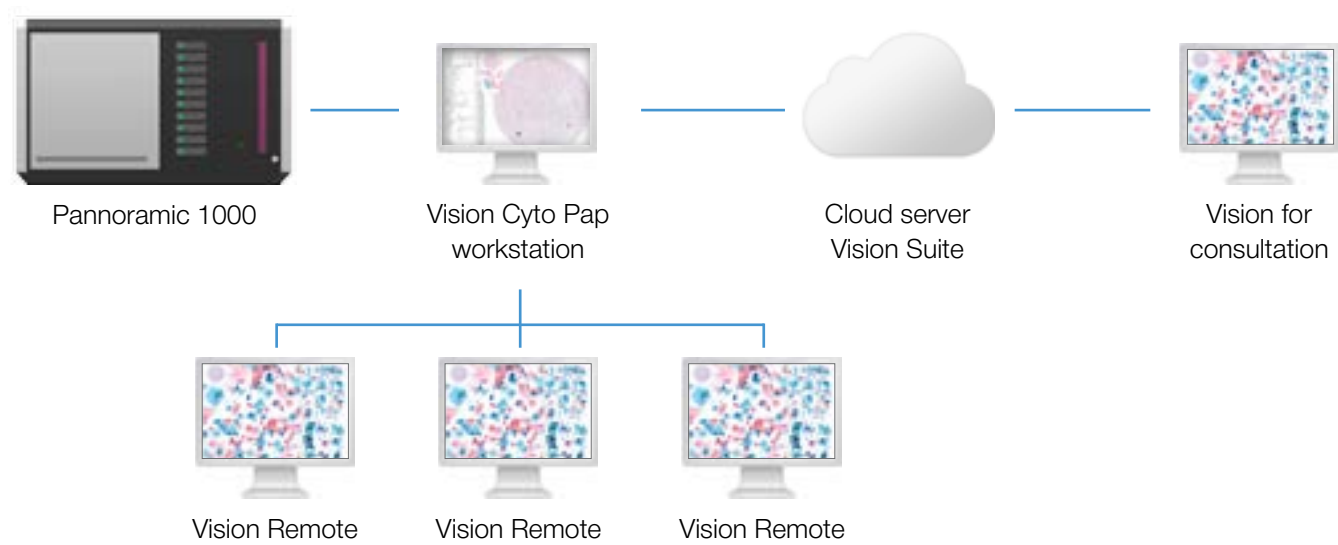 Pannoramic 1000
Vision Cyto Pap
workstation
Cloud server
Vision Suite
Vision for
consultation
Vision Remote
Vision Remote
Vision Remote